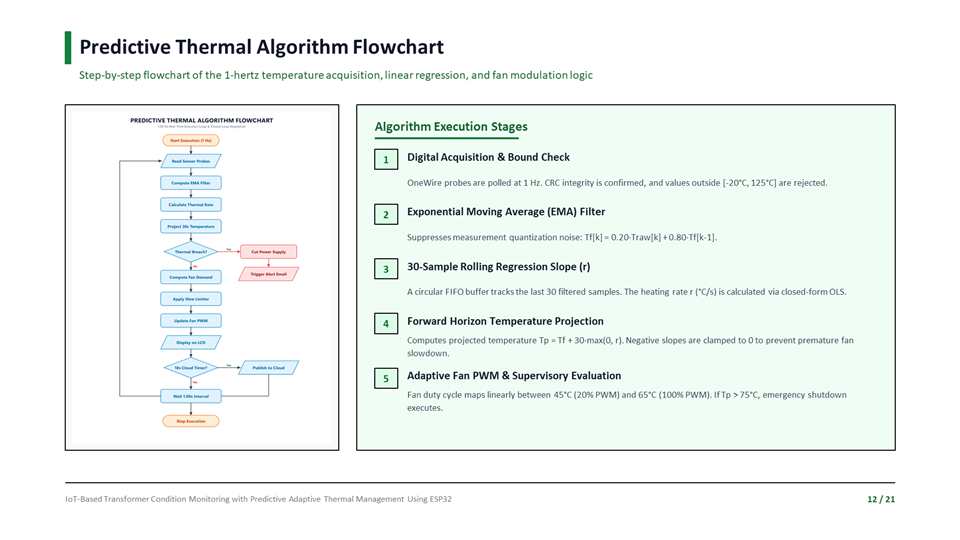 Predictive Thermal Algorithm Flowchart
Step-by-step flowchart of the 1-hertz temperature acquisition, linear regression, and fan modulation logic
PREDICTIVE THERMAL ALGORITHM FLOWCHART
Start Execution (1 Hz)
Read Sensor Probes
Compute EMA Filter
Calculate Thermal Rate
Project 30s Temperature
Thermal Breach?
Yes
Cut Power Supply
Trigger Alert Email
No
Compute Fan Demand
Apply Slew Limiter
Update Fan PWM
Display on LCD
Yes
Publish to Cloud
No
Stop Execution
Algorithm Execution Stages
1
Digital Acquisition & Bound Check
OneWire probes are polled at 1 Hz. CRC integrity is confirmed, and values outside [-20°C, 125°C] are rejected.
2
Exponential Moving Average (EMA) Filter
Suppresses measurement quantization noise: Tf[k] = 0.20·Traw[k] + 0.80·Tf[k-1].
3
30-Sample Rolling Regression Slope (r)
A circular FIFO buffer tracks the last 30 filtered samples. The heating rate r (°C/s) is calculated via closed-form OLS.
4
Forward Horizon Temperature Projection
Computes projected temperature Tp = Tf + 30·max(0, r). Negative slopes are clamped to 0 to prevent premature fan
slowdown.
5
Adaptive Fan PWM & Supervisory Evaluation
Fan duty cycle maps linearly between 45°C (20% PWM) and 65°C (100% PWM). If Tp > 75°C, emergency shutdown
executes.
IoT-Based Transformer Condition Monitoring with Predictive Adaptive Thermal Management Using ESP32
12 / 21